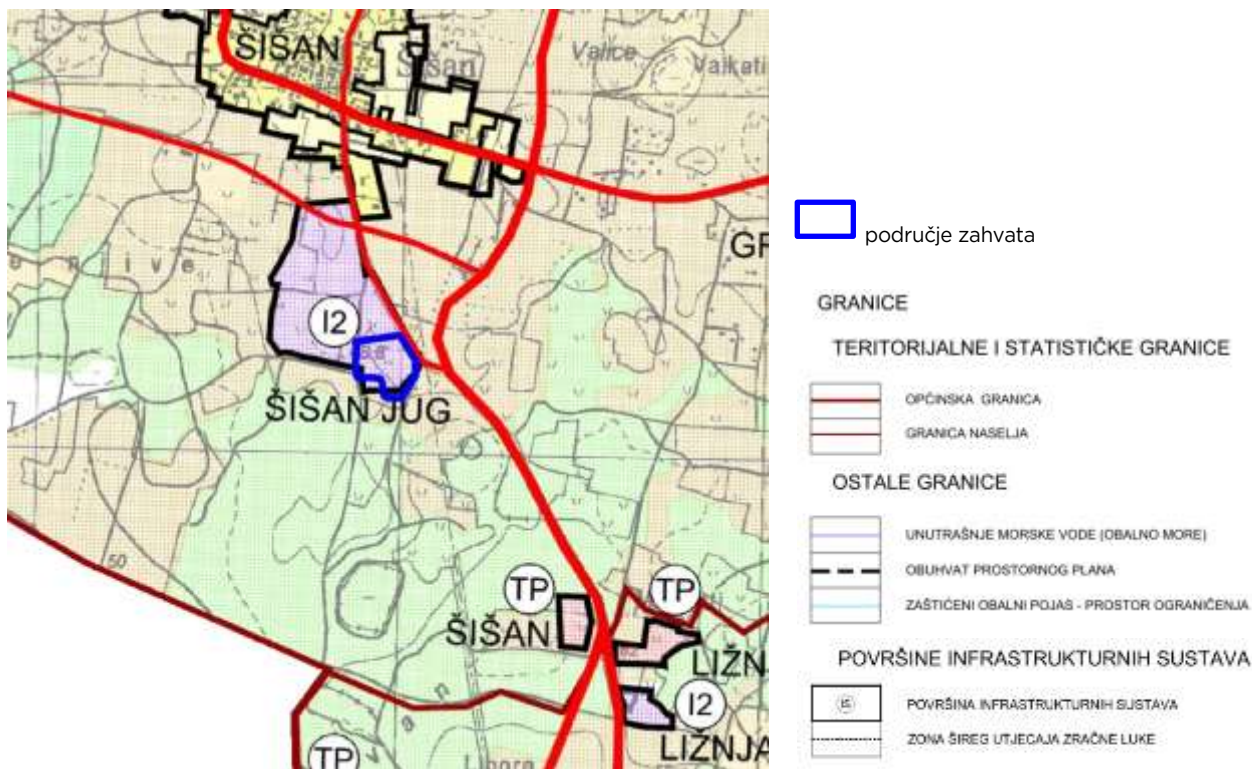 ŠIŠAN
Šišan
Valice
Valkati
GR
n i v e
I2
ŠIŠAN JUG
50
TP
TP
ŠIŠAN
LIŽNJ
I2
LIŽNJA
TP
v a n
područje zahvata
GRANICE
TERITORIJALNE I STATISTIČKE GRANICE
OPĆINSKA GRANICA
GRANICA NASELJA
OSTALE GRANICE
UNUTRAŠNJE MORSKE VODE (OBALNO MORE)
OBUHVAT PROSTORNOG PLANA
ZAŠTIĆENI OBALNI POJAS - PROSTOR OGRANIČENJA
POVRŠINE INFRASTRUKTURNIH SUSTAVA
IS
POVRŠINA INFRASTRUKTURNIH SUSTAVA
ZONA ŠIREG UTJECAJA ZRAČNE LUKE